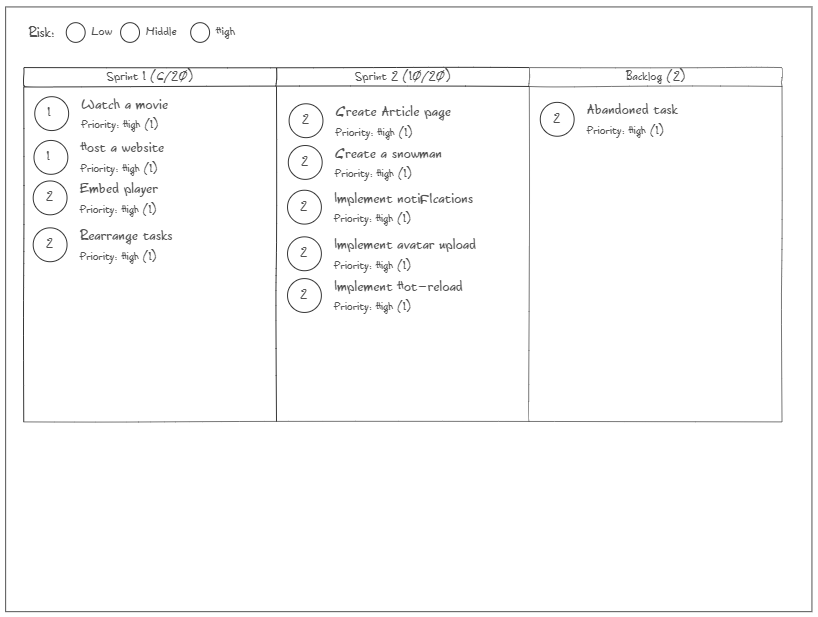 Risk: Low Middle High
Sprint 1 (6/20)
1 Watch a movie
Priority: High (1)
1 Host a website
Priority: High (1)
2 Embed player
Priority: High (1)
2 Rearrange tasks
Priority: High (1)
Sprint 2 (10/20)
2 Create Article page
Priority: High (1)
2 Create a snowman
Priority: High (1)
2 Implement notifications
Priority: High (1)
2 Implement avatar upload
Priority: High (1)
2 Implement Hot-reload
Priority: High (1)
Backlog (2)
2 Abandoned task
Priority: High (1)